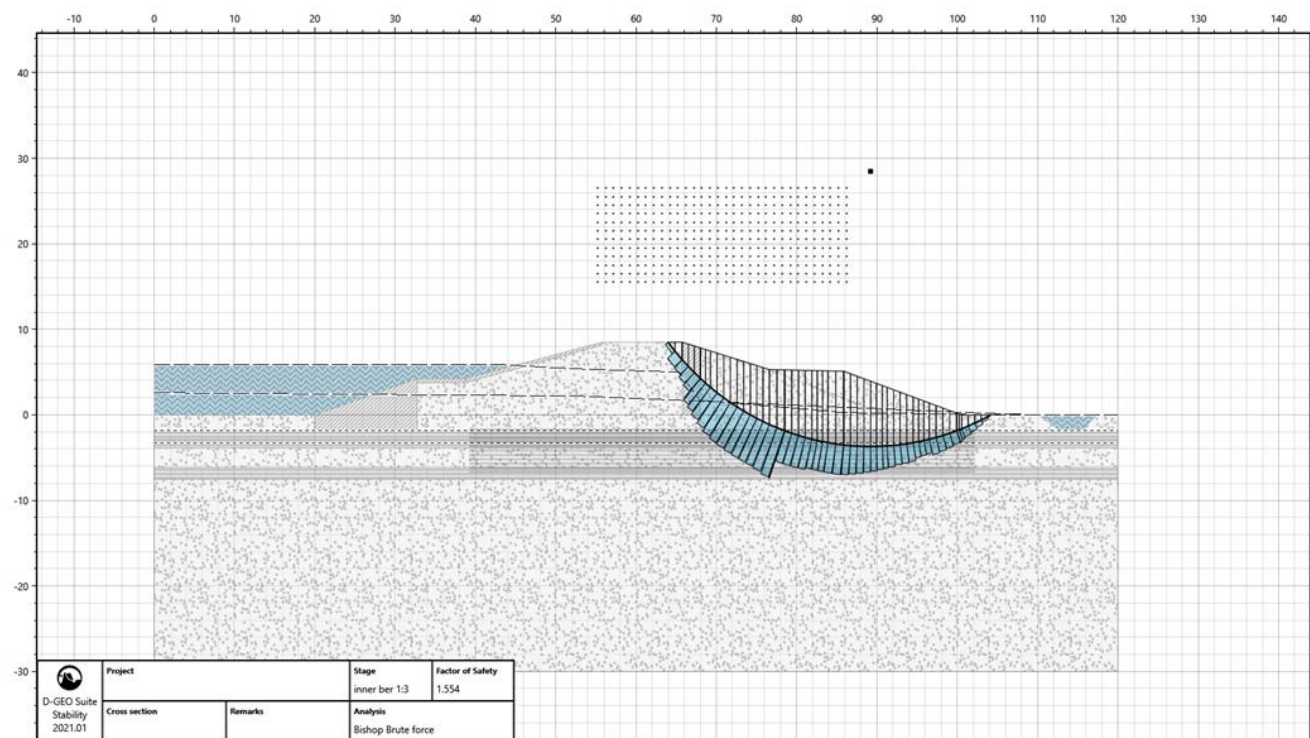 -10 0 10 20 30 40 50 60 70 80 90 100 110 120 130 140
40
30
20
10
0
-10
-20
-30
D-GEO Suite
Stability
2021.01
Project
Stage
inner ber 1:3
Factor of Safety
1.554
Cross section
Remarks
Analysis
Bishop Brute force